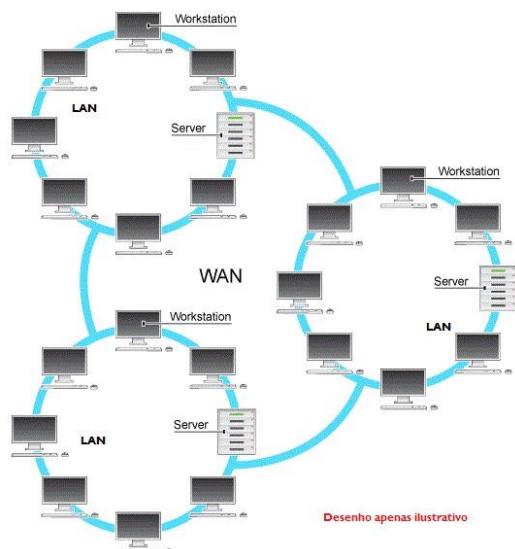 Workstation
LAN
Server
Workstation
WAN
Server
LAN
Workstation
LAN
Server
Desenho apenas ilustrativo